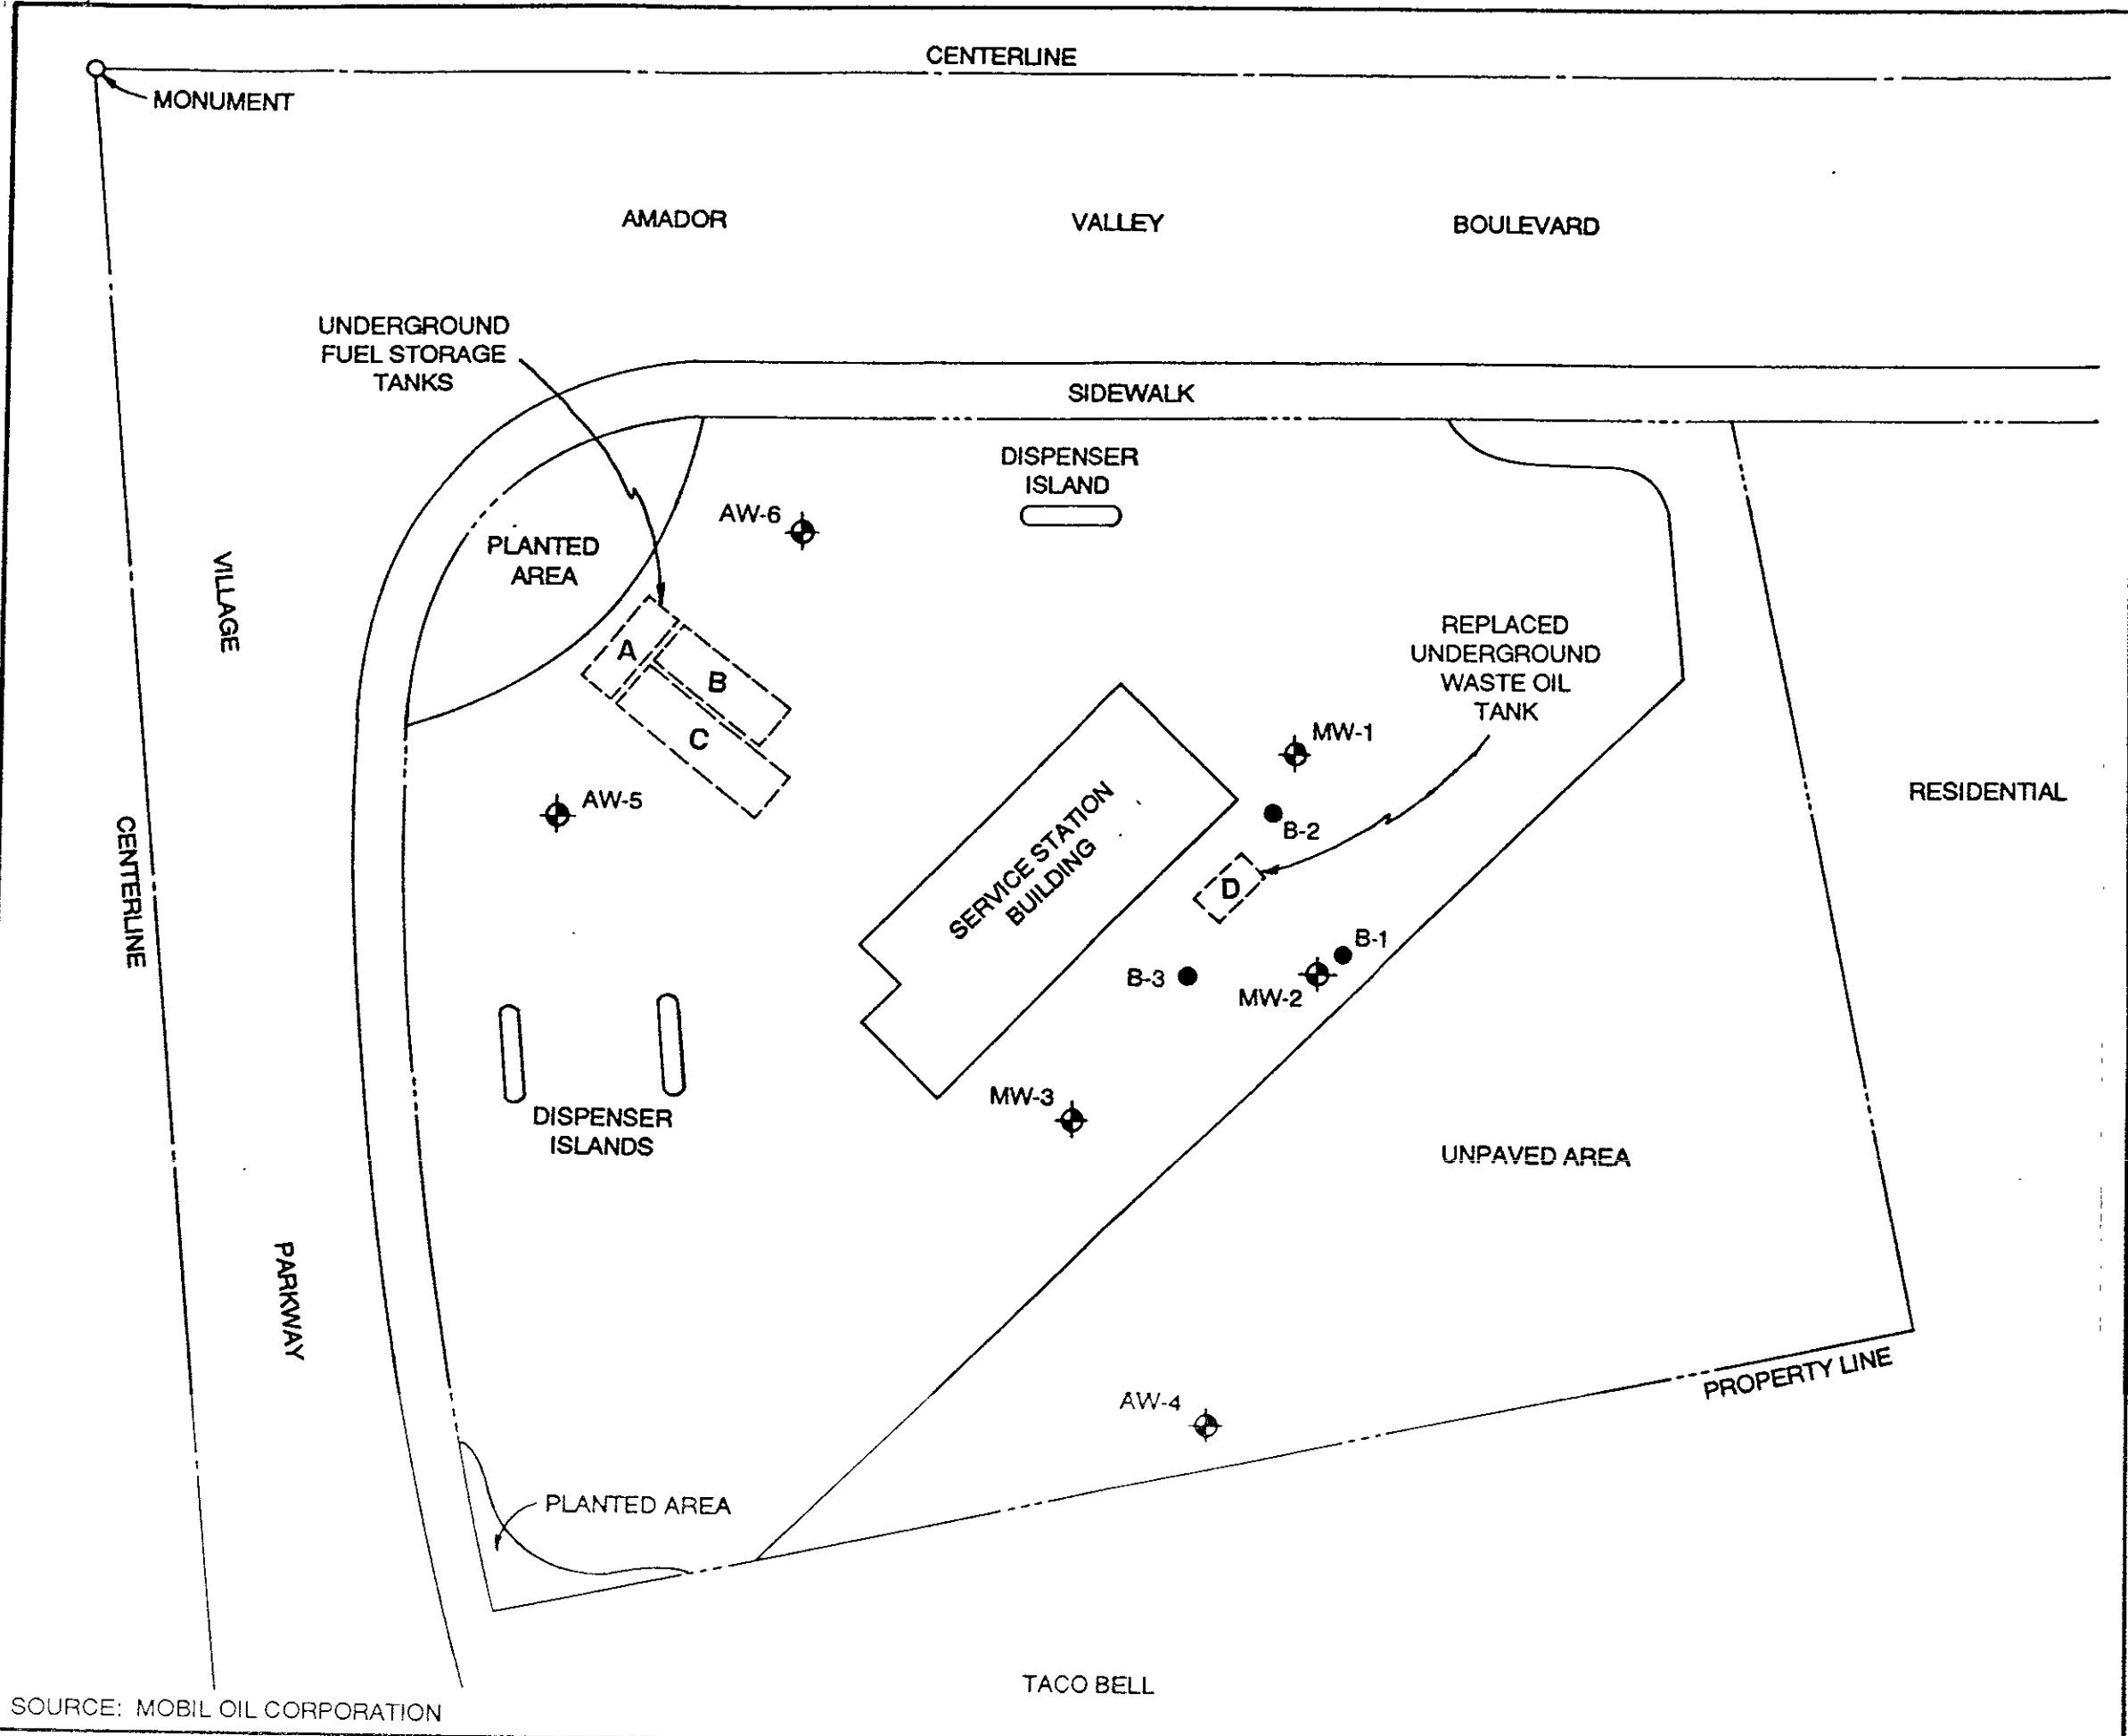 CENTERLINE
MONUMENT
AMADOR VALLEY BOULEVARD
UNDERGROUND
FUEL STORAGE
TANKS
SIDEWALK
DISPENSER
ISLAND
AW-6
PLANTED
AREA
VILLAGE
A
B
C
REPLACED
UNDERGROUND
WASTE OIL
TANK
MW-1
RESIDENTIAL
AW-5
B-2
SERVICE STATION
BUILDING
D
CENTERLINE
B-1
B-3
MW-2
MW-3
DISPENSER
ISLANDS
UNPAVED AREA
PARKWAY
PROPERTY LINE
AW-4
PLANTED AREA
TACO BELL
SOURCE: MOBIL OIL CORPORATION